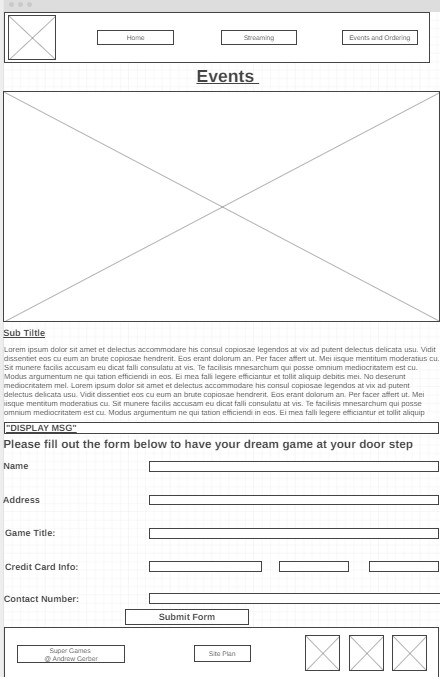 Home
Streaming
Events and Ordering
Events
Sub Tiltle
Lorem ipsum dolor sit amet et delectus accommodare his consul copiosae legendos at vix ad putent delectus delicata usu. Vidit
dissentiet eos cu eum an brute copiosae hendrerit. Eos erant dolorum an. Per facer affert ut. Mei iisque mentitum moderatius cu.
Sit munere facilis accusam eu dicat falli consulatu at vis. Te facilisis mnesarchum qui posse omnium mediocritatem est cu.
Modus argumentum ne qui tation efficiendi in eos. Ei mea falli legere efficiantur et tollit aliquip debitis mei. No deserunt
mediocritatem mel. Lorem ipsum dolor sit amet et delectus accommodare his consul copiosae legendos at vix ad putent
delectus delicata usu. Vidit dissentiet eos cu eum an brute copiosae hendrerit. Eos erant dolorum an. Per facer affert ut. Mei
iisque mentitum moderatius cu. Sit munere facilis accusam eu dicat falli consulatu at vis. Te facilisis mnesarchum qui posse
omnium mediocritatem est cu. Modus argumentum ne qui tation efficiendi in eos. Ei mea falli legere efficiantur et tollit aliquip
"DISPLAY MSG"
Please fill out the form below to have your dream game at your door step
Name
Address
Game Title:
Credit Card Info:
Contact Number:
Submit Form
Super Games
@ Andrew Gerber
Site Plan